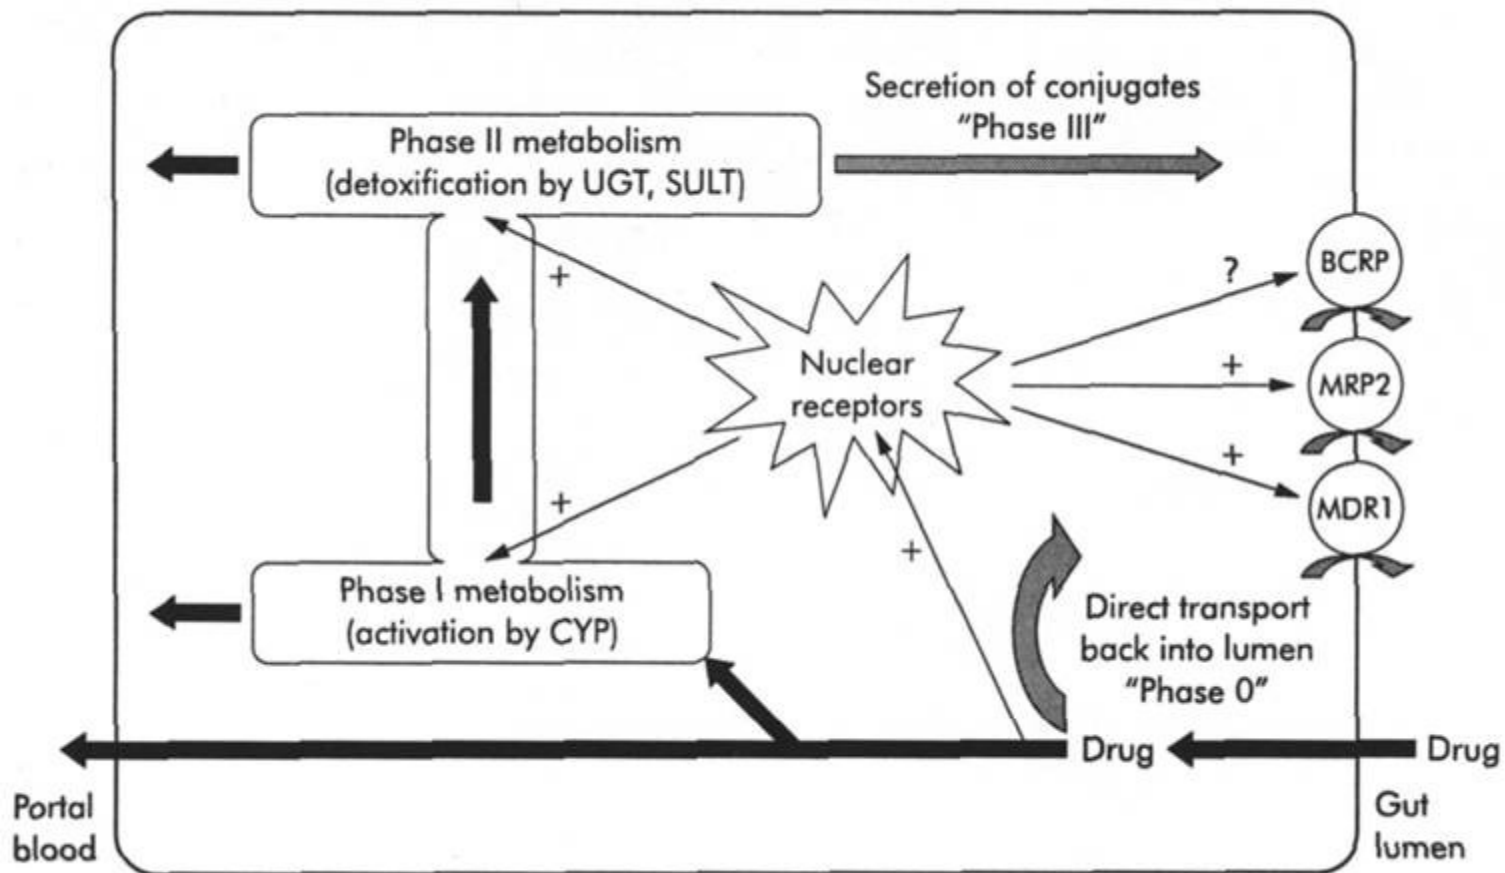 Secretion of conjugates
"Phase III"
Phase II metabolism
(detoxification by UGT, SULT)
+
?
BCRP
Nuclear
receptors
+
MRP2
+
MDR1
+
+
Phase I metabolism
(activation by CYP)
Direct transport
back into lumen
"Phase 0"
Drug
Drug
Portal
blood
Gut
lumen